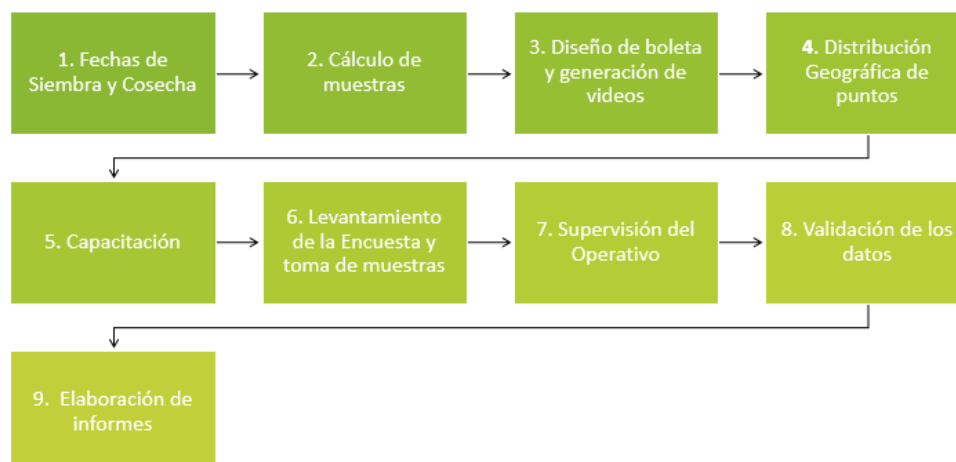 1. Fechas de
Siembra y Cosecha
2. Cálculo de
muestras
3. Diseño de boleta
y generación de
videos
4. Distribución
Geográfica de
puntos
5. Capacitación
6. Levantamiento
de la Encuesta y
toma de muestras
7. Supervisión del
Operativo
8. Validación de los
datos
9. Elaboración de
informes